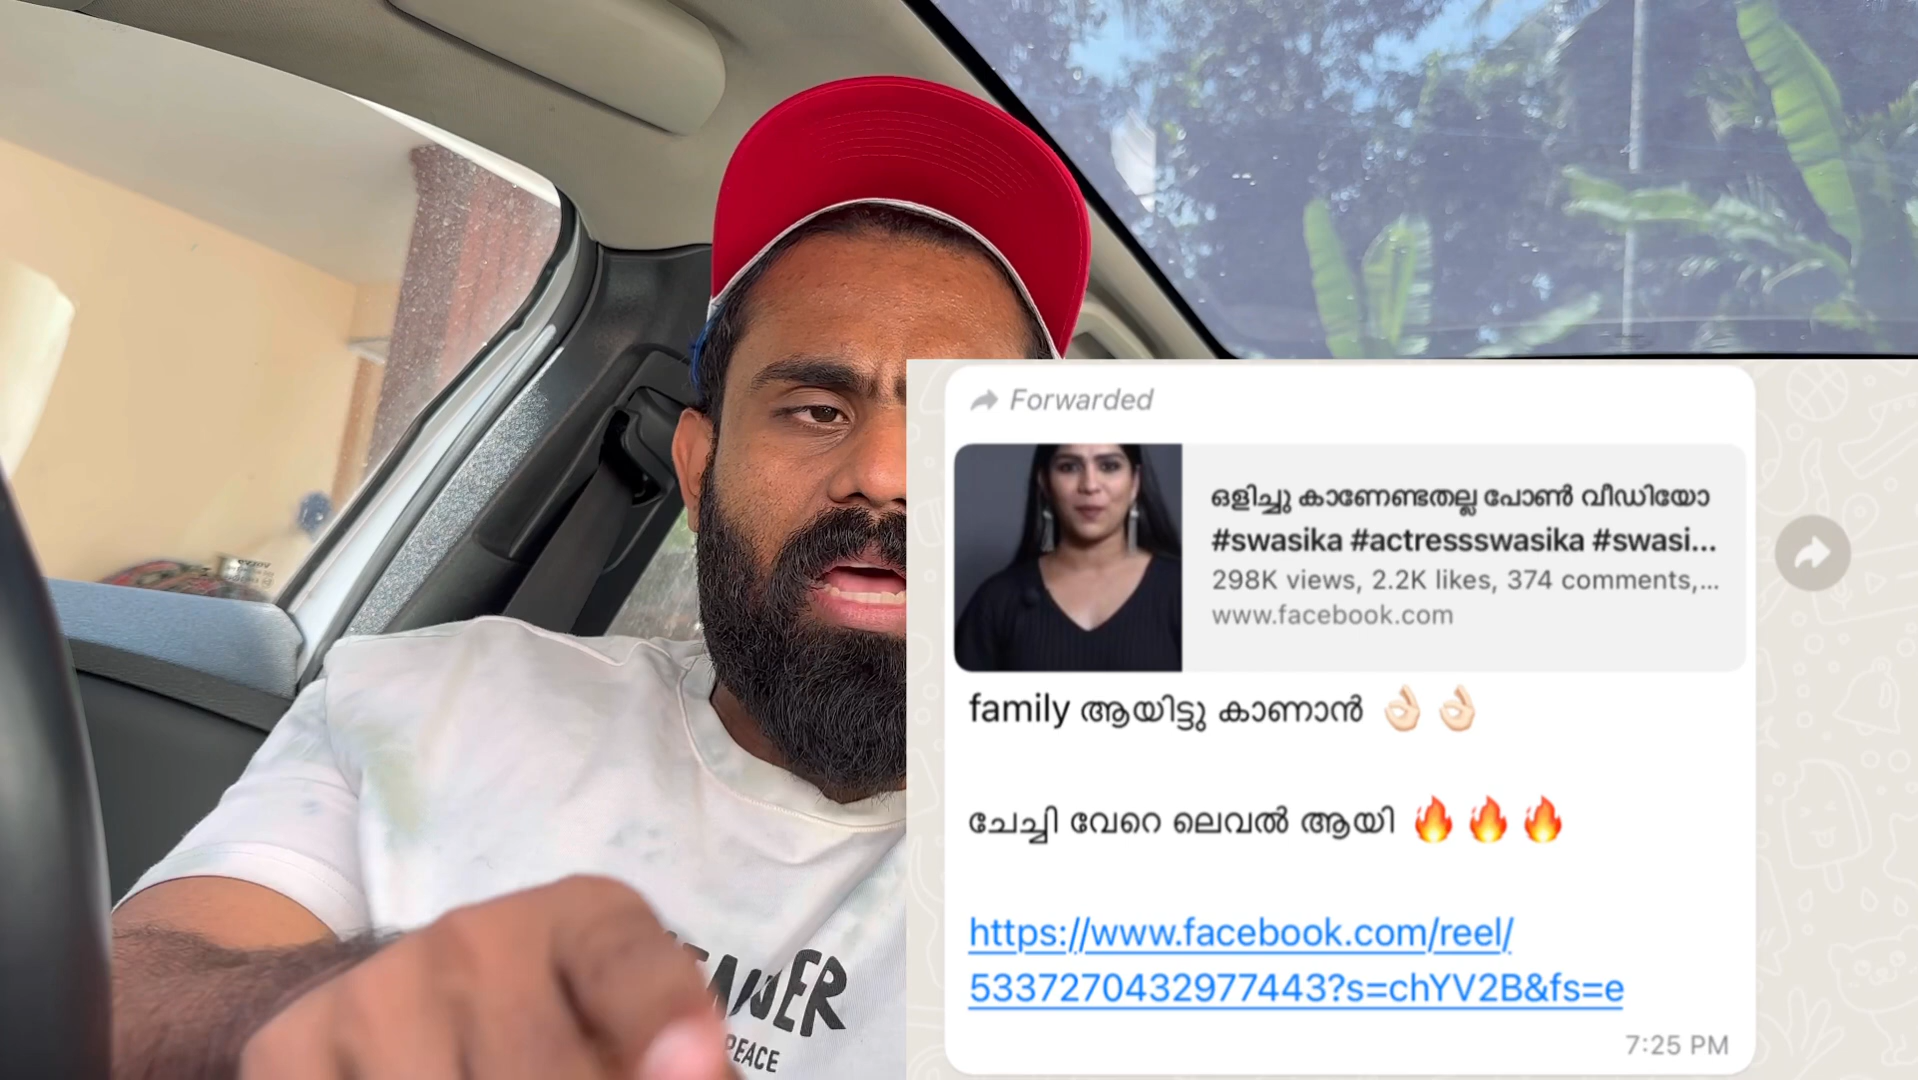 Forwarded
ഒളിച്ചു കാണേണ്ടതല്ല പോൺ വീഡിയോ
#swasika #actressswasika #swasi...
298K views, 2.2K likes, 374 comments,...
www.facebook.com
family ആയിട്ടു കാണാൻ 👌🏻👌🏻
ചേച്ചി വേറെ ലെവൽ ആയി 🔥🔥🔥
https://www.facebook.com/reel/
533727043297​7443?s=chYV2B&fs=e
7:25 PM
PEACE